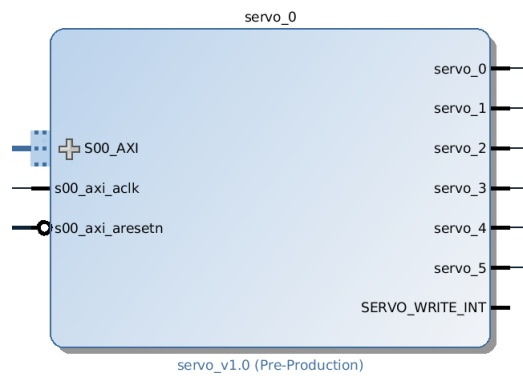 servo_0
servo_0
servo_1
S00_AXI
servo_2
s00_axi_aclk
servo_3
s00_axi_aresetn
servo_4
servo_5
SERVO_WRITE_INT
servo_v1.0 (Pre-Production)